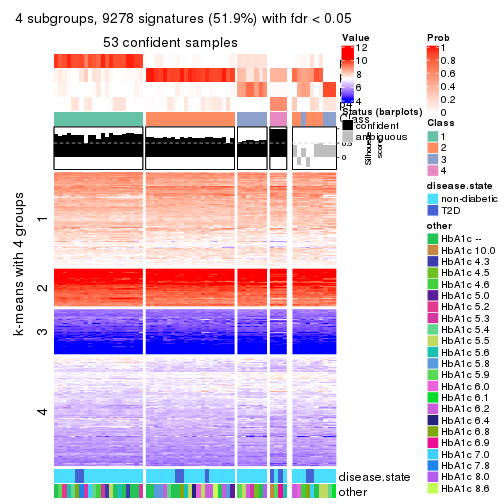 4 subgroups, 9278 signatures (51.9%) with fdr < 0.05
53 confident samples
k-means with 4 groups
1
2
3
4
Value
12
10
8
6
4
Status (barplots)
confident
ambiguous
Prob
1
0.8
0.6
0.4
0.2
0
Class
1
2
3
4
disease.state
non-diabetic
T2D
other
HbA1c --
HbA1c 10.0
HbA1c 4.3
HbA1c 4.5
HbA1c 4.6
HbA1c 5.0
HbA1c 5.2
HbA1c 5.3
HbA1c 5.4
HbA1c 5.5
HbA1c 5.6
HbA1c 5.8
HbA1c 5.9
HbA1c 6.0
HbA1c 6.1
HbA1c 6.2
HbA1c 6.4
HbA1c 6.8
HbA1c 6.9
HbA1c 7.0
HbA1c 7.8
HbA1c 8.0
HbA1c 8.6
disease.state
other